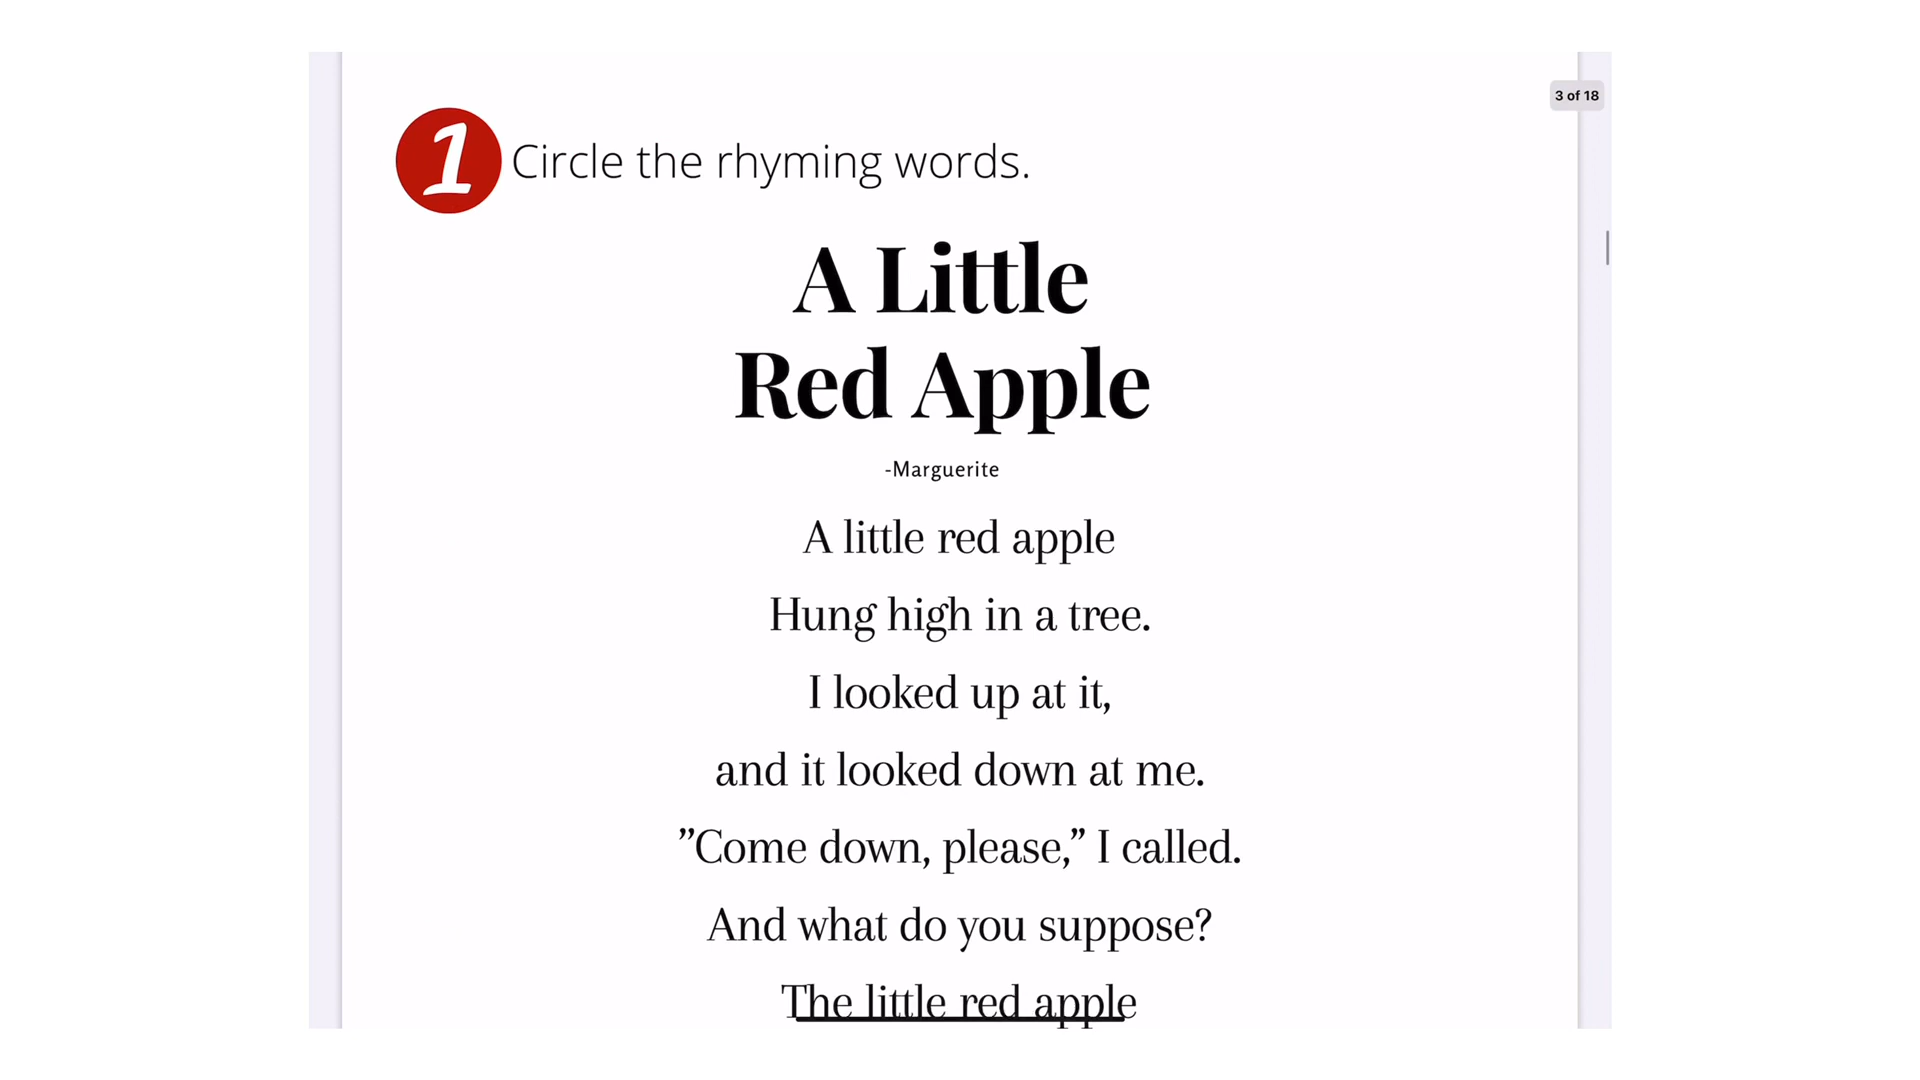 3 of 18
1 Circle the rhyming words.
A Little
Red Apple
-Marguerite
A little red apple
Hung high in a tree.
I looked up at it,
and it looked down at me.
”Come down, please,” I called.
And what do you suppose?
The little red apple